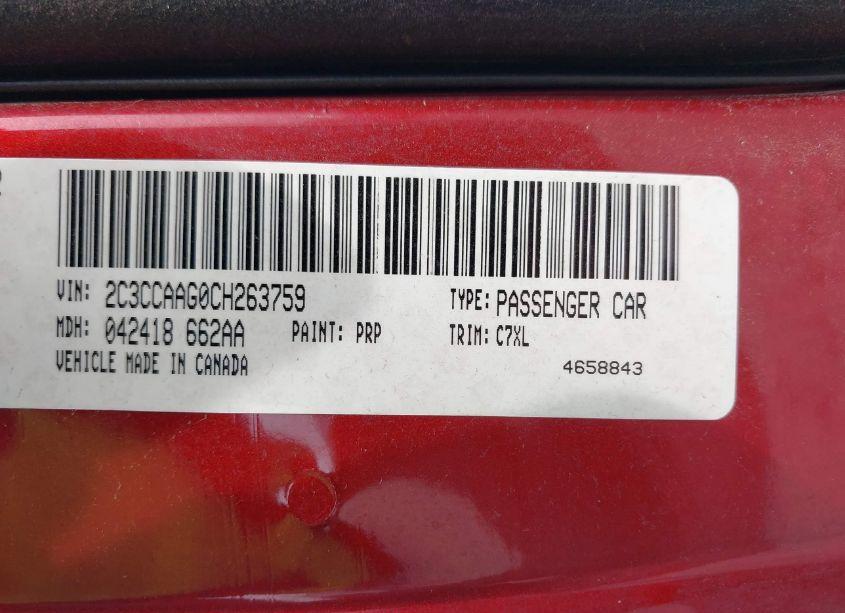 VIN: 2C3CCAAG0CH263759 TYPE: PASSENGER CAR
MDH: 042418 662AA PAINT: PRP TRIM: C7XL
VEHICLE MADE IN CANADA 4658843